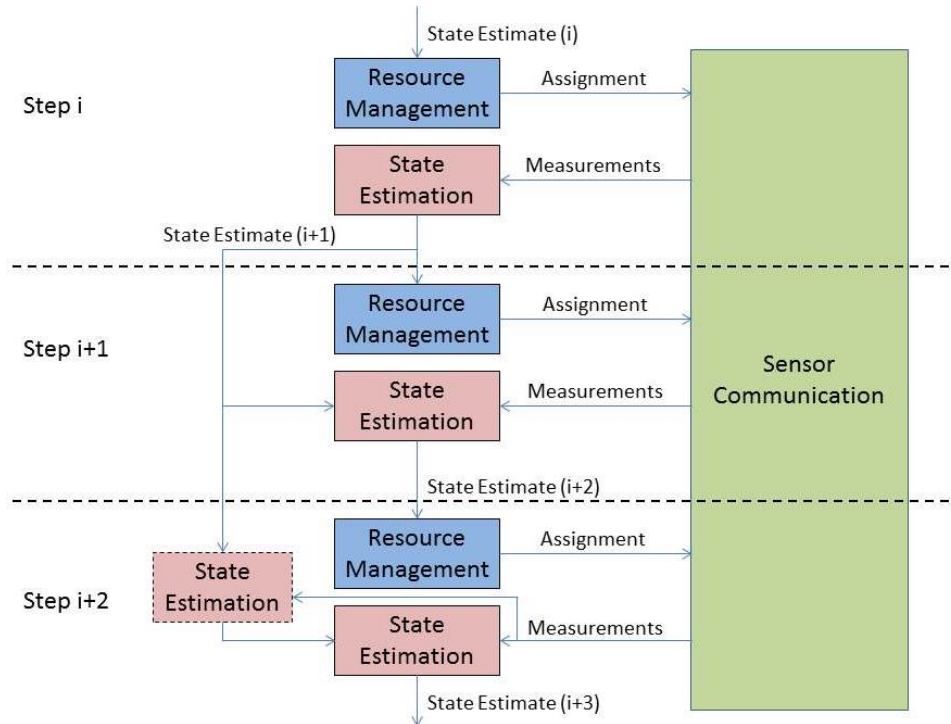 State Estimate (i)
Step i
Resource
Management
Assignment
State
Estimation
Measurements
State Estimate (i+1)
Step i+1
Resource
Management
Assignment
Sensor
Communication
State
Estimation
Measurements
State Estimate (i+2)
Step i+2
Resource
Management
Assignment
State
Estimation
State
Estimation
Measurements
State Estimate (i+3)